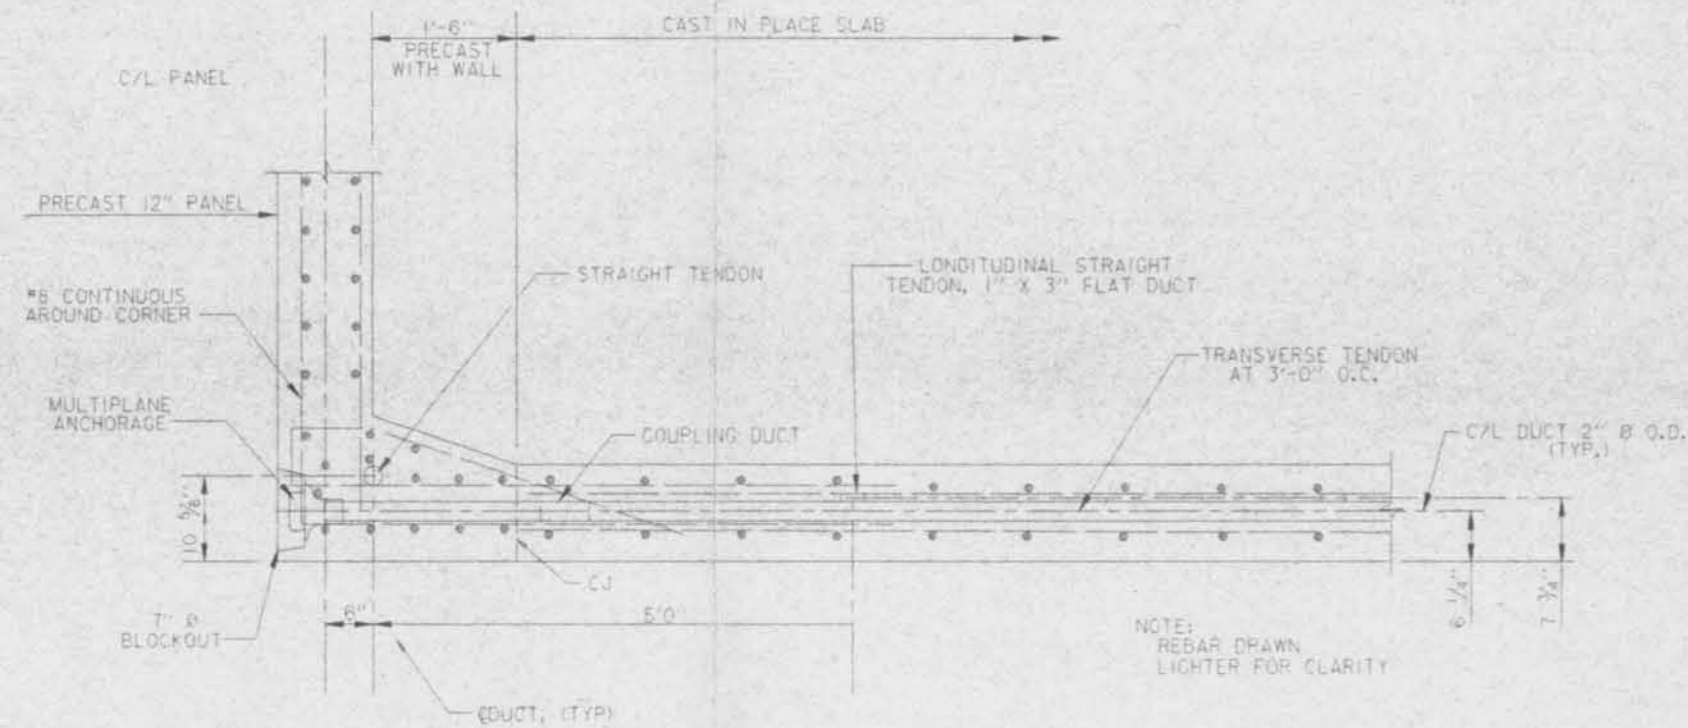 1'-6"
PRECAST
WITH WALL
CAST IN PLACE SLAB
C/L PANEL
PRECAST 12" PANEL
#8 CONTINUOUS
AROUND CORNER
STRAIGHT TENDON
LONGITUDINAL STRAIGHT
TENDON, 1" X 3" FLAT DUCT
TRANSVERSE TENDON
AT 3'-0" O.C.
MULTIPLANE
ANCHORAGE
COUPLING DUCT
C/L DUCT 2" Ø O.D.
(TYP.)
10 5/8"
CJ
7" Ø
BLOCKOUT
6"
5'0
6 1/4"
7 3/4"
NOTE:
REBAR DRAWN
LIGHTER FOR CLARITY
℄DUCT, (TYP)